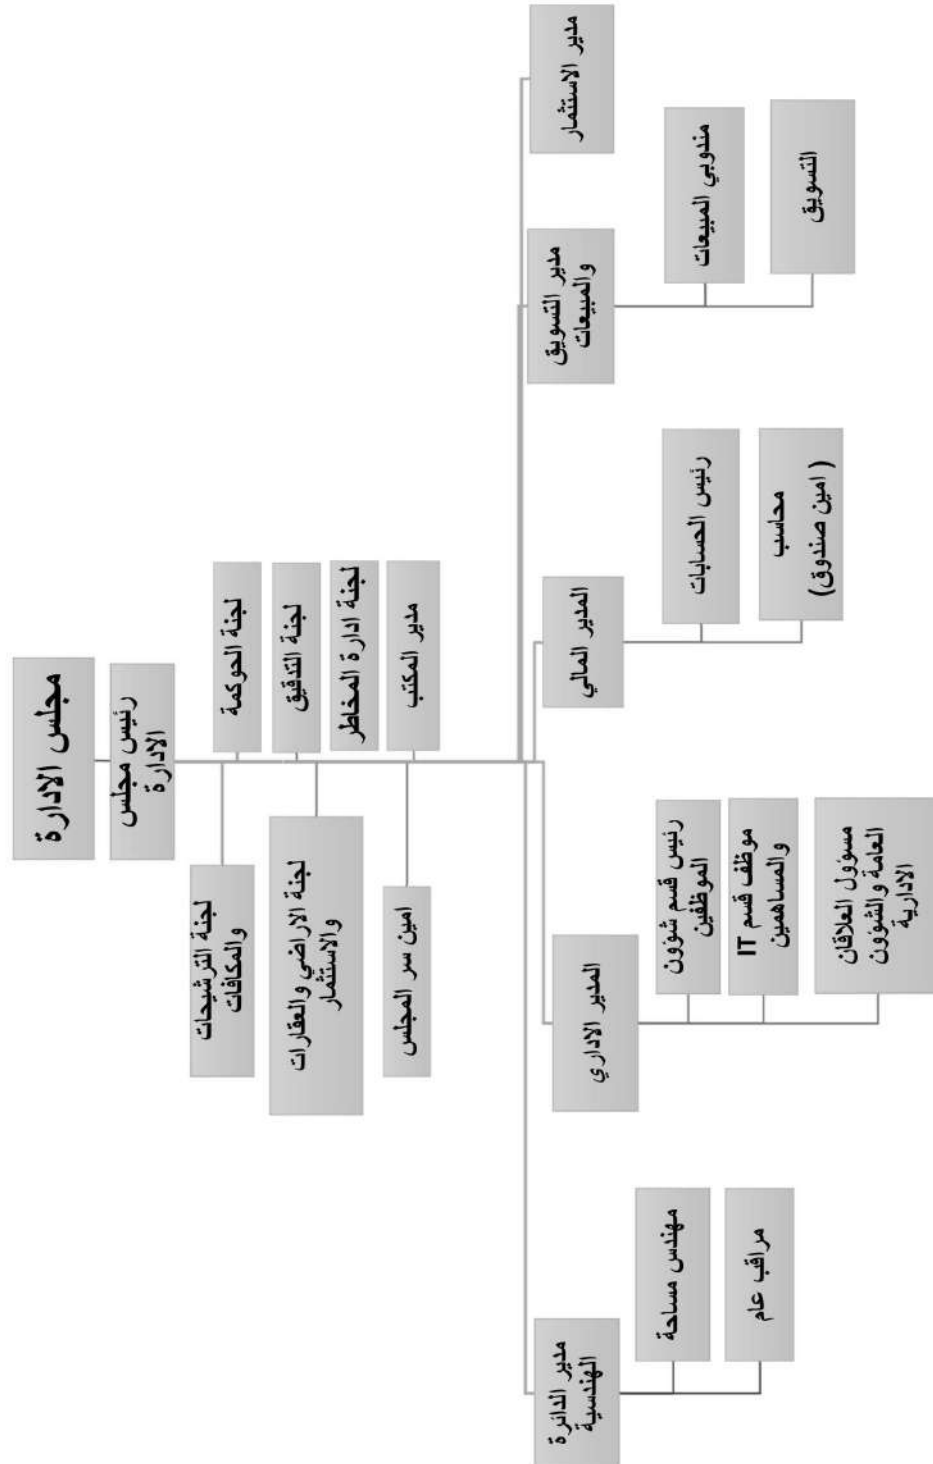 مجلس الادارة
رئيس مجلس
الادارة
لجنة الحوكمة
لجنة الترشيحات
والمكافات
لجنة التدقيق
لجنة الاراضي والعقارات
والاستثمار
لجنة ادارة المخاطر
مدير المكتب
امين سر المجلس
مدير الاستثمار
مدير التسويق
والمبيعات
مندوبي المبيعات
التسويق
المدير المالي
رئيس الحسابات
محاسب
( امين صندوق)
المدير الاداري
رئيس قسم شؤون
الموظفين
موظف قسم IT
والمساهمين
مسؤول العلاقان
العامة والشؤون
الادارية
مدير الدائرة
الهندسية
مهندس مساحة
مراقب عام